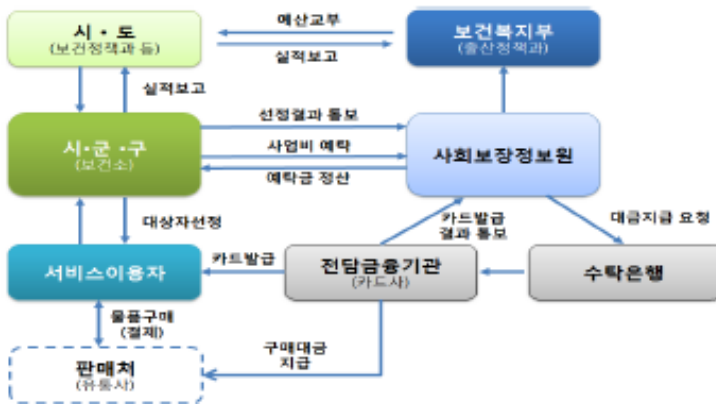 시 · 도
(보건정책과 등)
예산교부
실적보고
보건복지부
(출산정책과)
실적보고
시·군·구
(보건소)
선정결과 통보
사업비 예탁
예탁금 정산
사회보장정보원
대상자선정
카드발급
결과 통보
대금지급 요청
서비스이용자
카드발급
전담금융기관
(카드사)
수탁은행
물품구매
(결제)
구매대금
지급
판매처
(유통사)